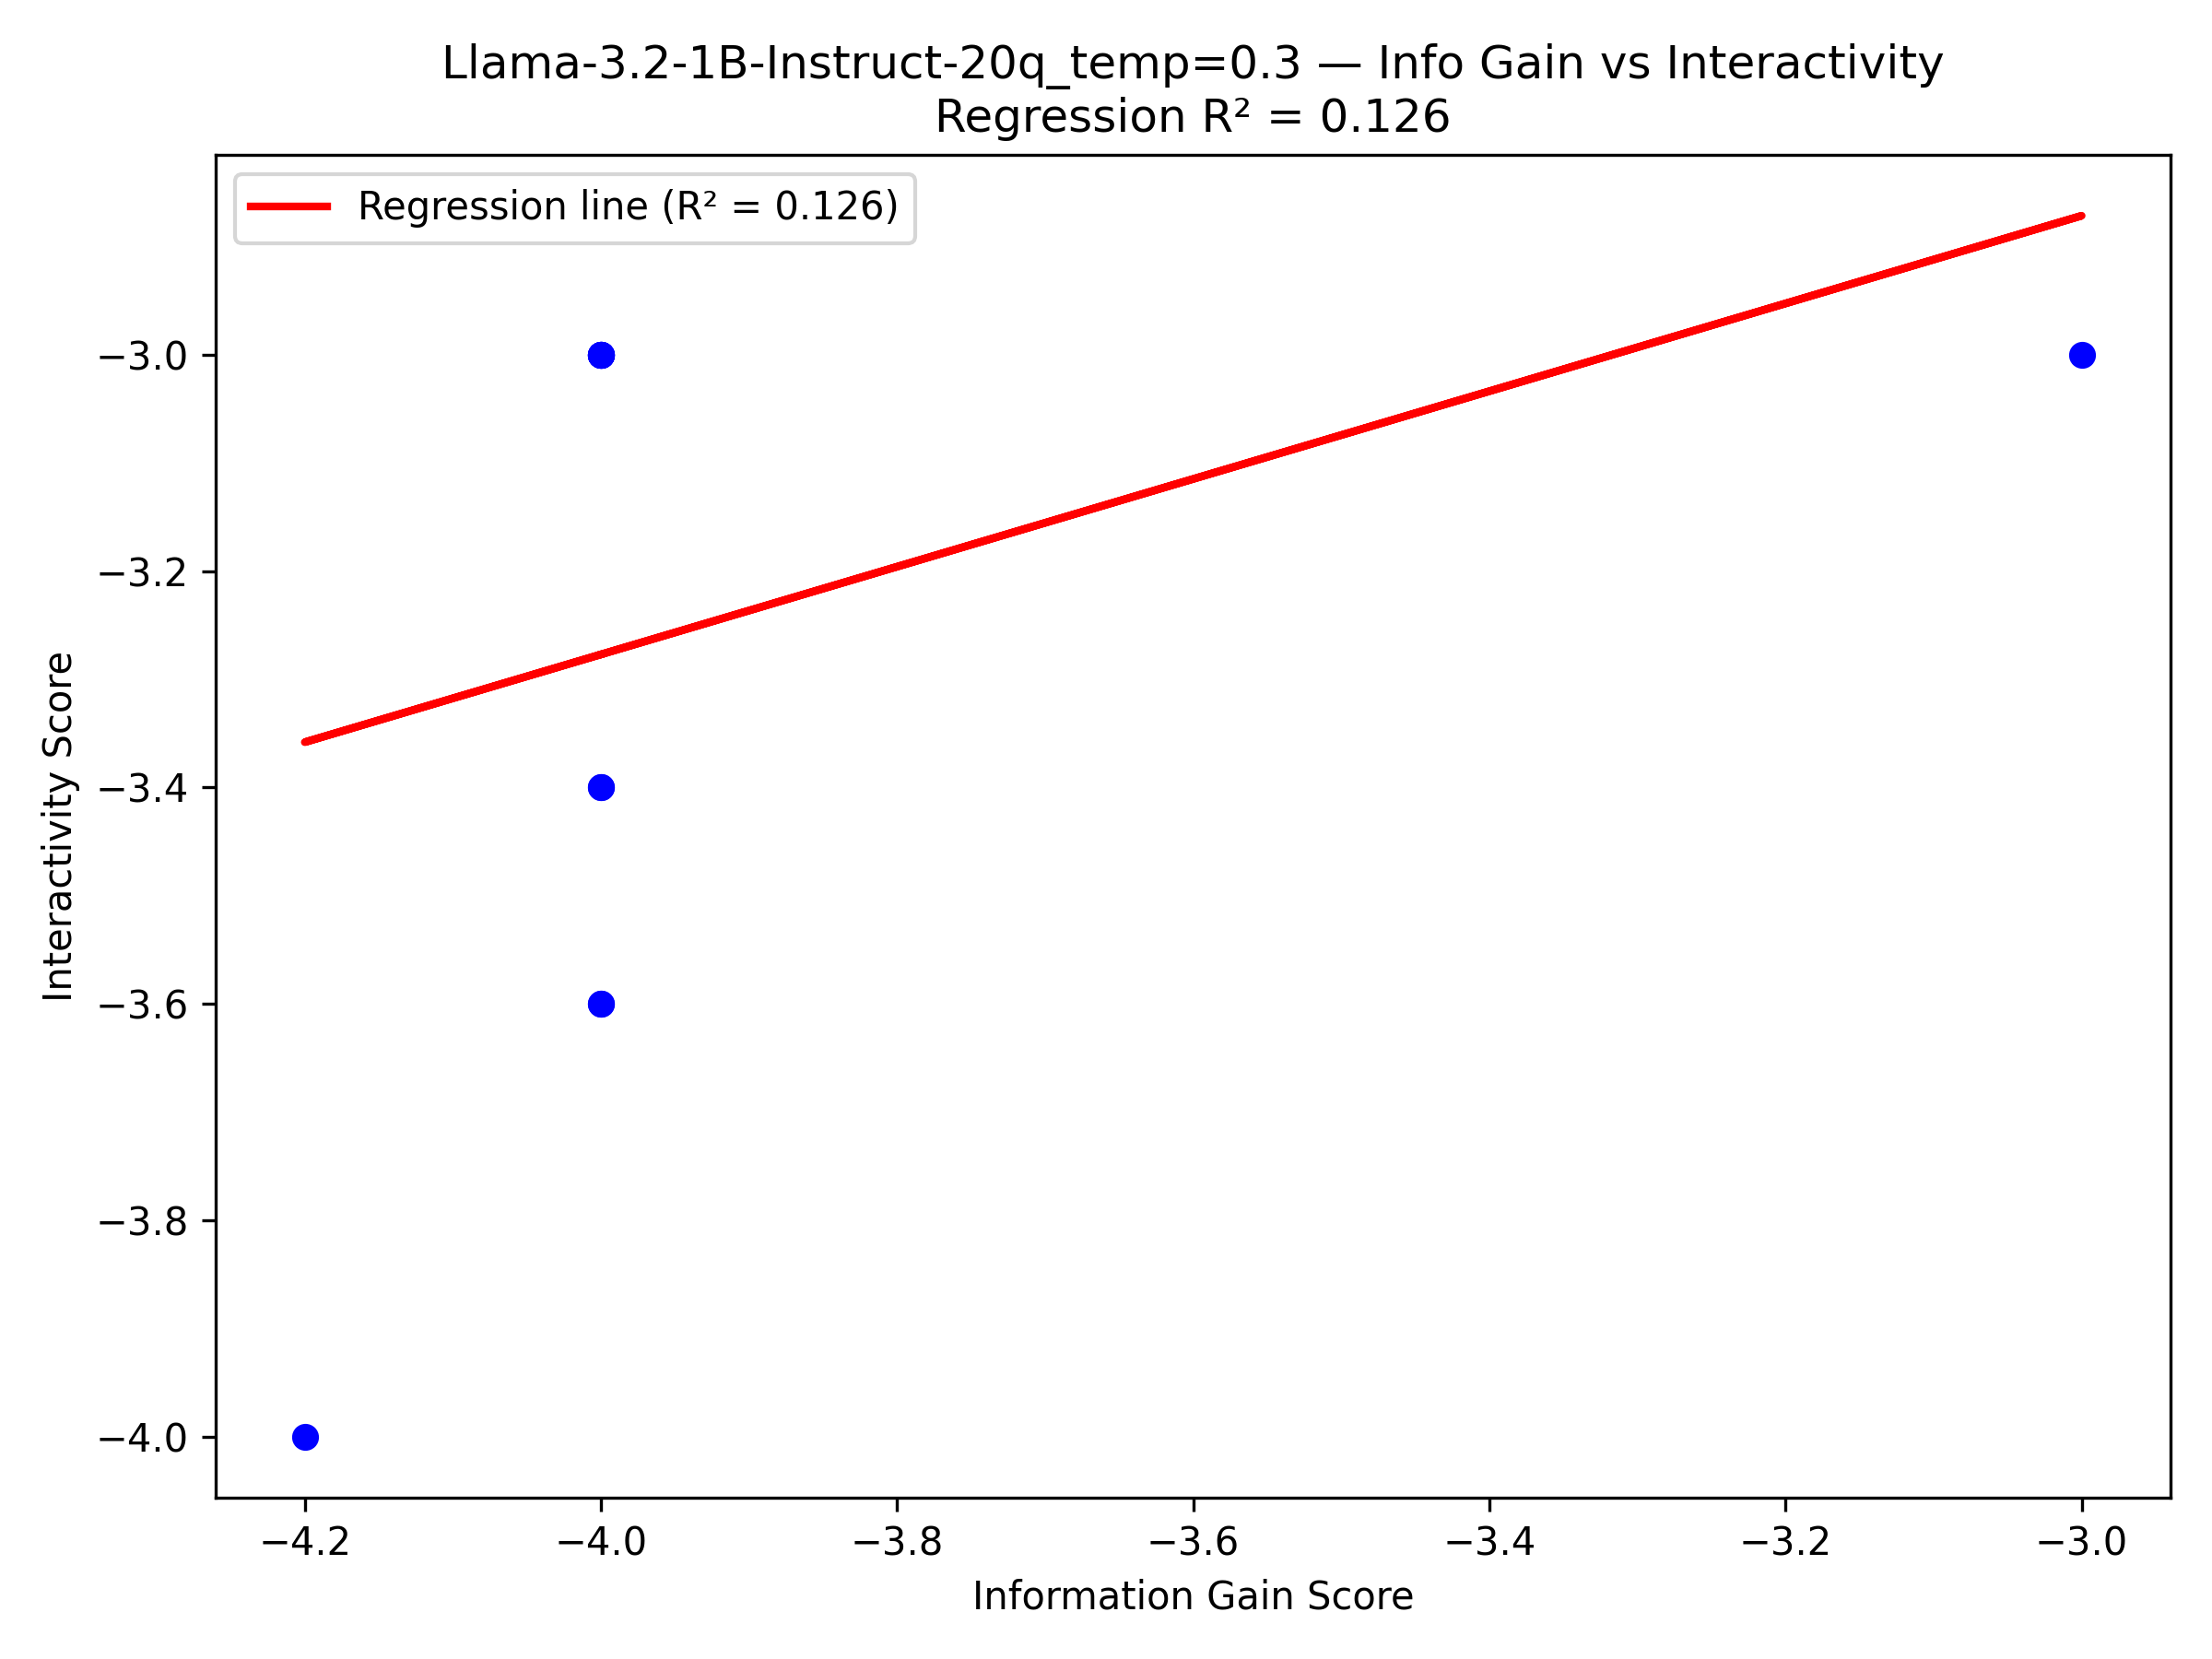 Llama-3.2-1B-Instruct-20q_temp=0.3 — Info Gain vs Interactivity
Regression R² = 0.126
Regression line (R² = 0.126)
−3.0
−3.2
−3.4
−3.6
−3.8
−4.0
Interactivity Score
−4.2
−4.0
−3.8
−3.6
−3.4
−3.2
−3.0
Information Gain Score